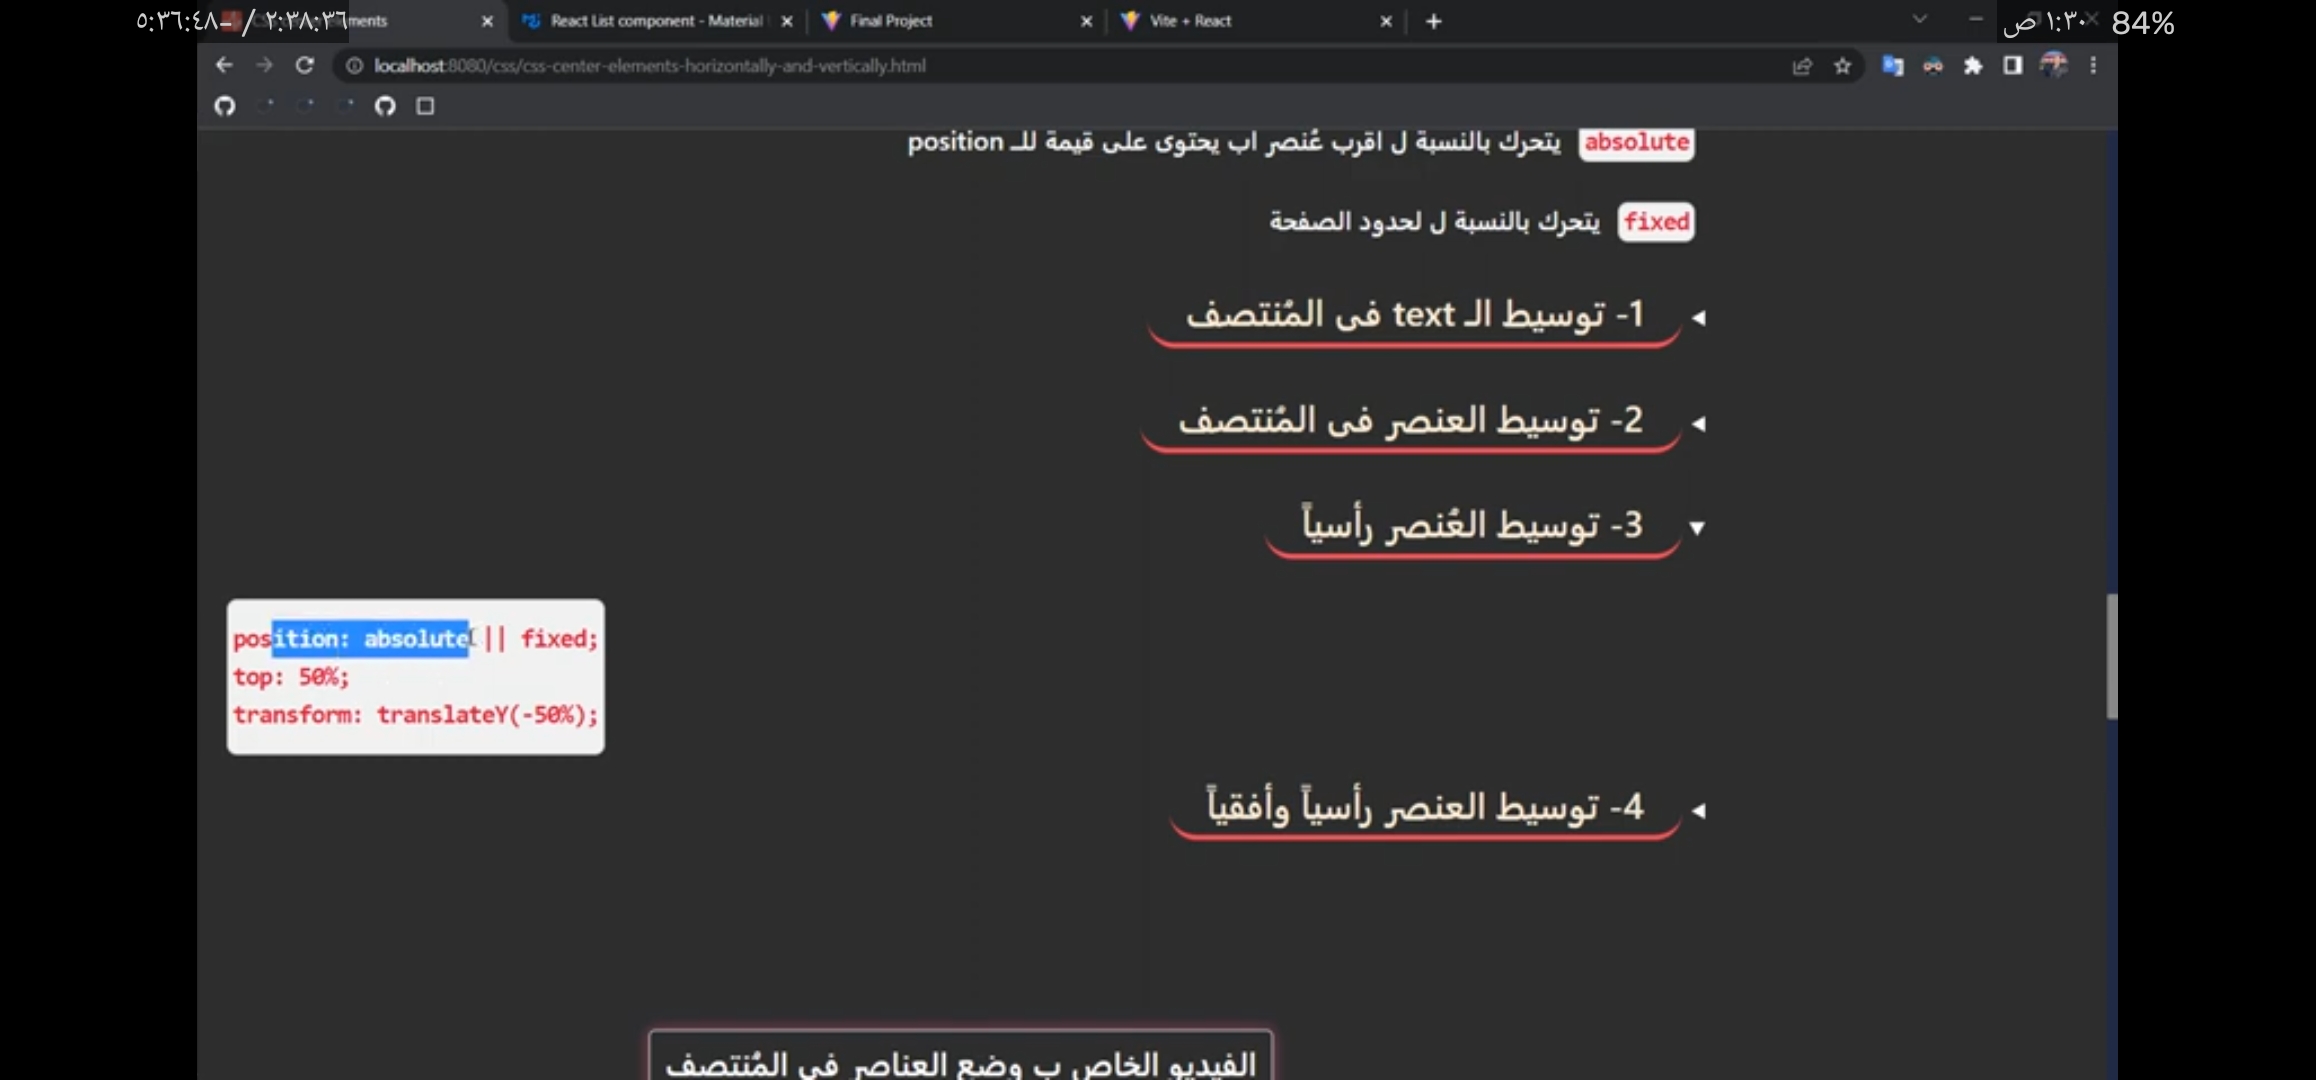 ٢:٣٨:٣٦ / -٥:٣٦:٤٨
١:٣٠ ص 84%
ments
React List component - Material
Final Project
Vite + React
localhost:8080/css/css-center-elements-horizontally-and-vertically.html
absolute يتحرك بالنسبة ل اقرب عُنصر اب يحتوى على قيمة للـ position
fixed يتحرك بالنسبة ل لحدود الصفحة
1- توسيط الـ text فى المُنتصف
2- توسيط العنصر فى المُنتصف
3- توسيط العُنصر رأسياً
position: absolute || fixed;
top: 50%;
transform: translateY(-50%);
4- توسيط العنصر رأسياً وأفقياً
الفيديو الخاص ب وضع العناصر فى المُنتصف